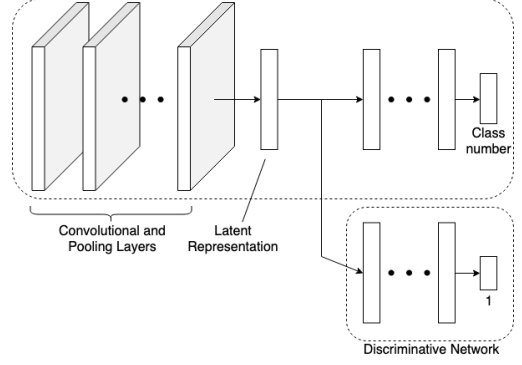 Class
number
Convolutional and
Pooling Layers
Latent
Representation
1
Discriminative Network